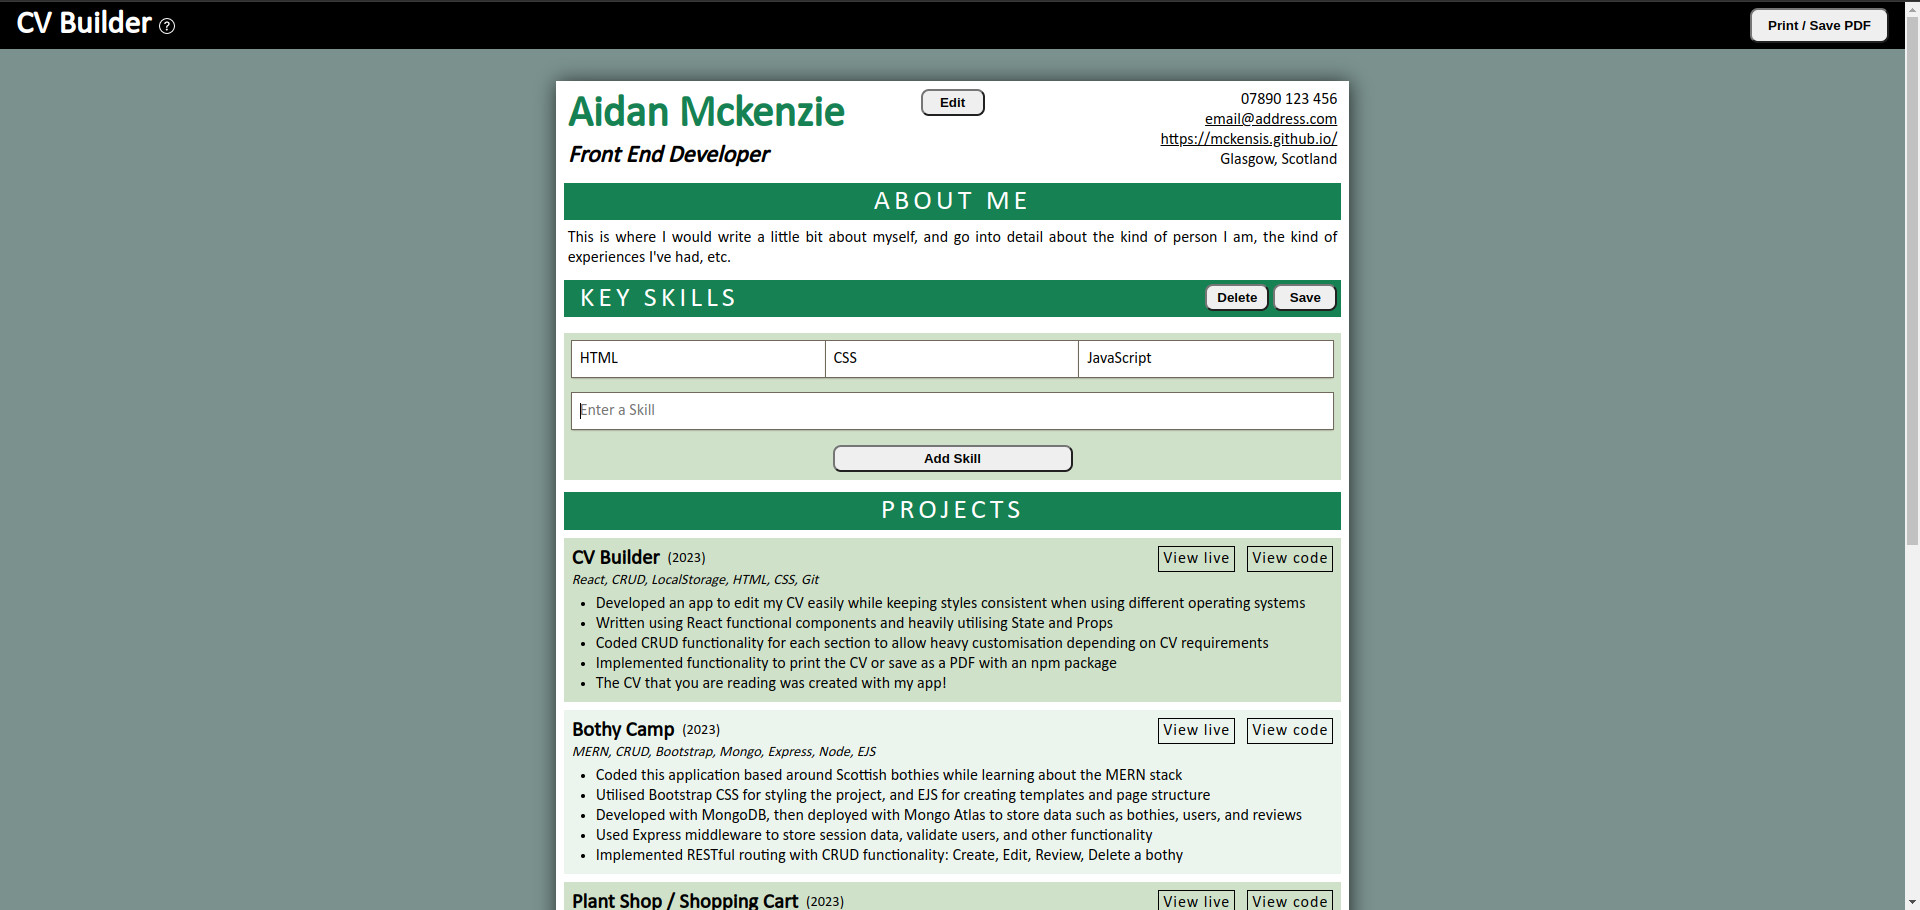 CV Builder ?
Print / Save PDF
Aidan Mckenzie
Front End Developer
Edit
07890 123 456
email@address.com
https://mckensis.github.io/
Glasgow, Scotland
ABOUT ME
This is where I would write a little bit about myself, and go into detail about the kind of person I am, the kind of
experiences I've had, etc.
KEY SKILLS
Delete
Save
HTML
CSS
JavaScript
Enter a Skill
Add Skill
PROJECTS
CV Builder (2023)
View live
View code
React, CRUD, LocalStorage, HTML, CSS, Git
• Developed an app to edit my CV easily while keeping styles consistent when using different operating systems
• Written using React functional components and heavily utilising State and Props
• Coded CRUD functionality for each section to allow heavy customisation depending on CV requirements
• Implemented functionality to print the CV or save as a PDF with an npm package
• The CV that you are reading was created with my app!
Bothy Camp (2023)
View live
View code
MERN, CRUD, Bootstrap, Mongo, Express, Node, EJS
• Coded this application based around Scottish bothies while learning about the MERN stack
• Utilised Bootstrap CSS for styling the project, and EJS for creating templates and page structure
• Developed with MongoDB, then deployed with Mongo Atlas to store data such as bothies, users, and reviews
• Used Express middleware to store session data, validate users, and other functionality
• Implemented RESTful routing with CRUD functionality: Create, Edit, Review, Delete a bothy
Plant Shop / Shopping Cart (2023)
View live
View code